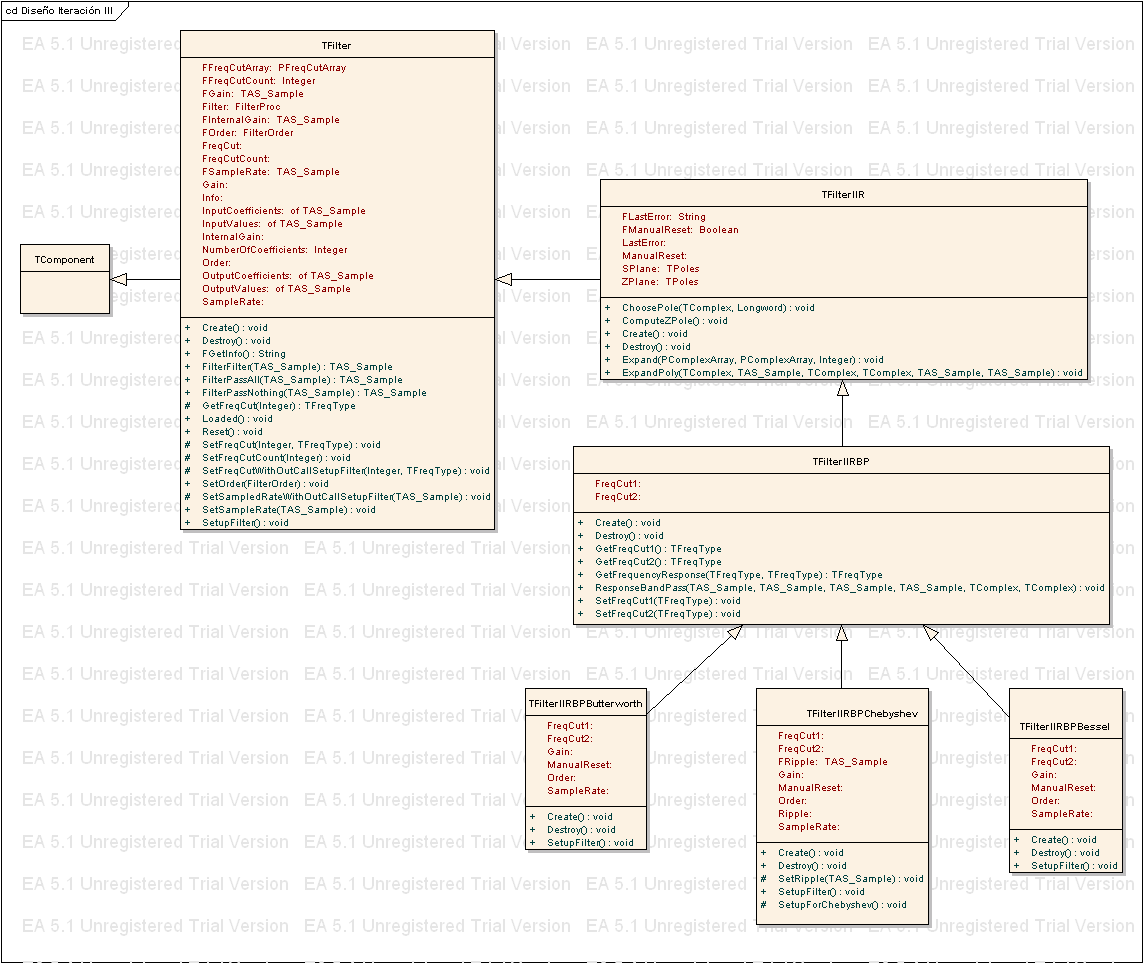 cd Diseño Iteración III
TFilter
FFreqCutArray: PFreqCutArray
FFreqCutCount: Integer
FGain: TAS_Sample
Filter: FilterProc
FInternalGain: TAS_Sample
FOrder: FilterOrder
FreqCut:
FreqCutCount:
FSampleRate: TAS_Sample
Gain:
Info:
InputCoefficients: of TAS_Sample
InputValues: of TAS_Sample
InternalGain:
NumberOfCoefficients: Integer
Order:
OutputCoefficients: of TAS_Sample
OutputValues: of TAS_Sample
SampleRate:
+ Create() : void
+ Destroy() : void
+ FGetInfo() : String
+ FilterFilter(TAS_Sample) : TAS_Sample
+ FilterPassAll(TAS_Sample) : TAS_Sample
+ FilterPassNothing(TAS_Sample) : TAS_Sample
# GetFreqCut(Integer) : TFreqType
+ Loaded() : void
+ Reset() : void
# SetFreqCut(Integer, TFreqType) : void
# SetFreqCutCount(Integer) : void
# SetFreqCutWithOutCallSetupFilter(Integer, TFreqType) : void
+ SetOrder(FilterOrder) : void
# SetSampledRateWithOutCallSetupFilter(TAS_Sample) : void
+ SetSampleRate(TAS_Sample) : void
+ SetupFilter() : void
TComponent
TFilterIIR
FLastError: String
FManualReset: Boolean
LastError:
ManualReset:
SPlane: TPoles
ZPlane: TPoles
+ ChoosePole(TComplex, Longword) : void
+ ComputeZPole() : void
+ Create() : void
+ Destroy() : void
+ Expand(PComplexArray, PComplexArray, Integer) : void
+ ExpandPoly(TComplex, TAS_Sample, TComplex, TComplex, TAS_Sample, TAS_Sample) : void
TFilterIIRBP
FreqCut1:
FreqCut2:
+ Create() : void
+ Destroy() : void
+ GetFreqCut1() : TFreqType
+ GetFreqCut2() : TFreqType
+ GetFrequencyResponse(TFreqType, TFreqType) : TFreqType
+ ResponseBandPass(TAS_Sample, TAS_Sample, TAS_Sample, TAS_Sample, TComplex, TComplex) : void
+ SetFreqCut1(TFreqType) : void
+ SetFreqCut2(TFreqType) : void
TFilterIIRBPButterworth
FreqCut1:
FreqCut2:
Gain:
ManualReset:
Order:
SampleRate:
+ Create() : void
+ Destroy() : void
+ SetupFilter() : void
TFilterIIRBPChebyshev
FreqCut1:
FreqCut2:
FRipple: TAS_Sample
Gain:
ManualReset:
Order:
Ripple:
SampleRate:
+ Create() : void
+ Destroy() : void
# SetRipple(TAS_Sample) : void
+ SetupFilter() : void
# SetupForChebyshev() : void
TFilterIIRBPBessel
FreqCut1:
FreqCut2:
Gain:
ManualReset:
Order:
SampleRate:
+ Create() : void
+ Destroy() : void
+ SetupFilter() : void
EA 5.1 Unregistered Trial Version